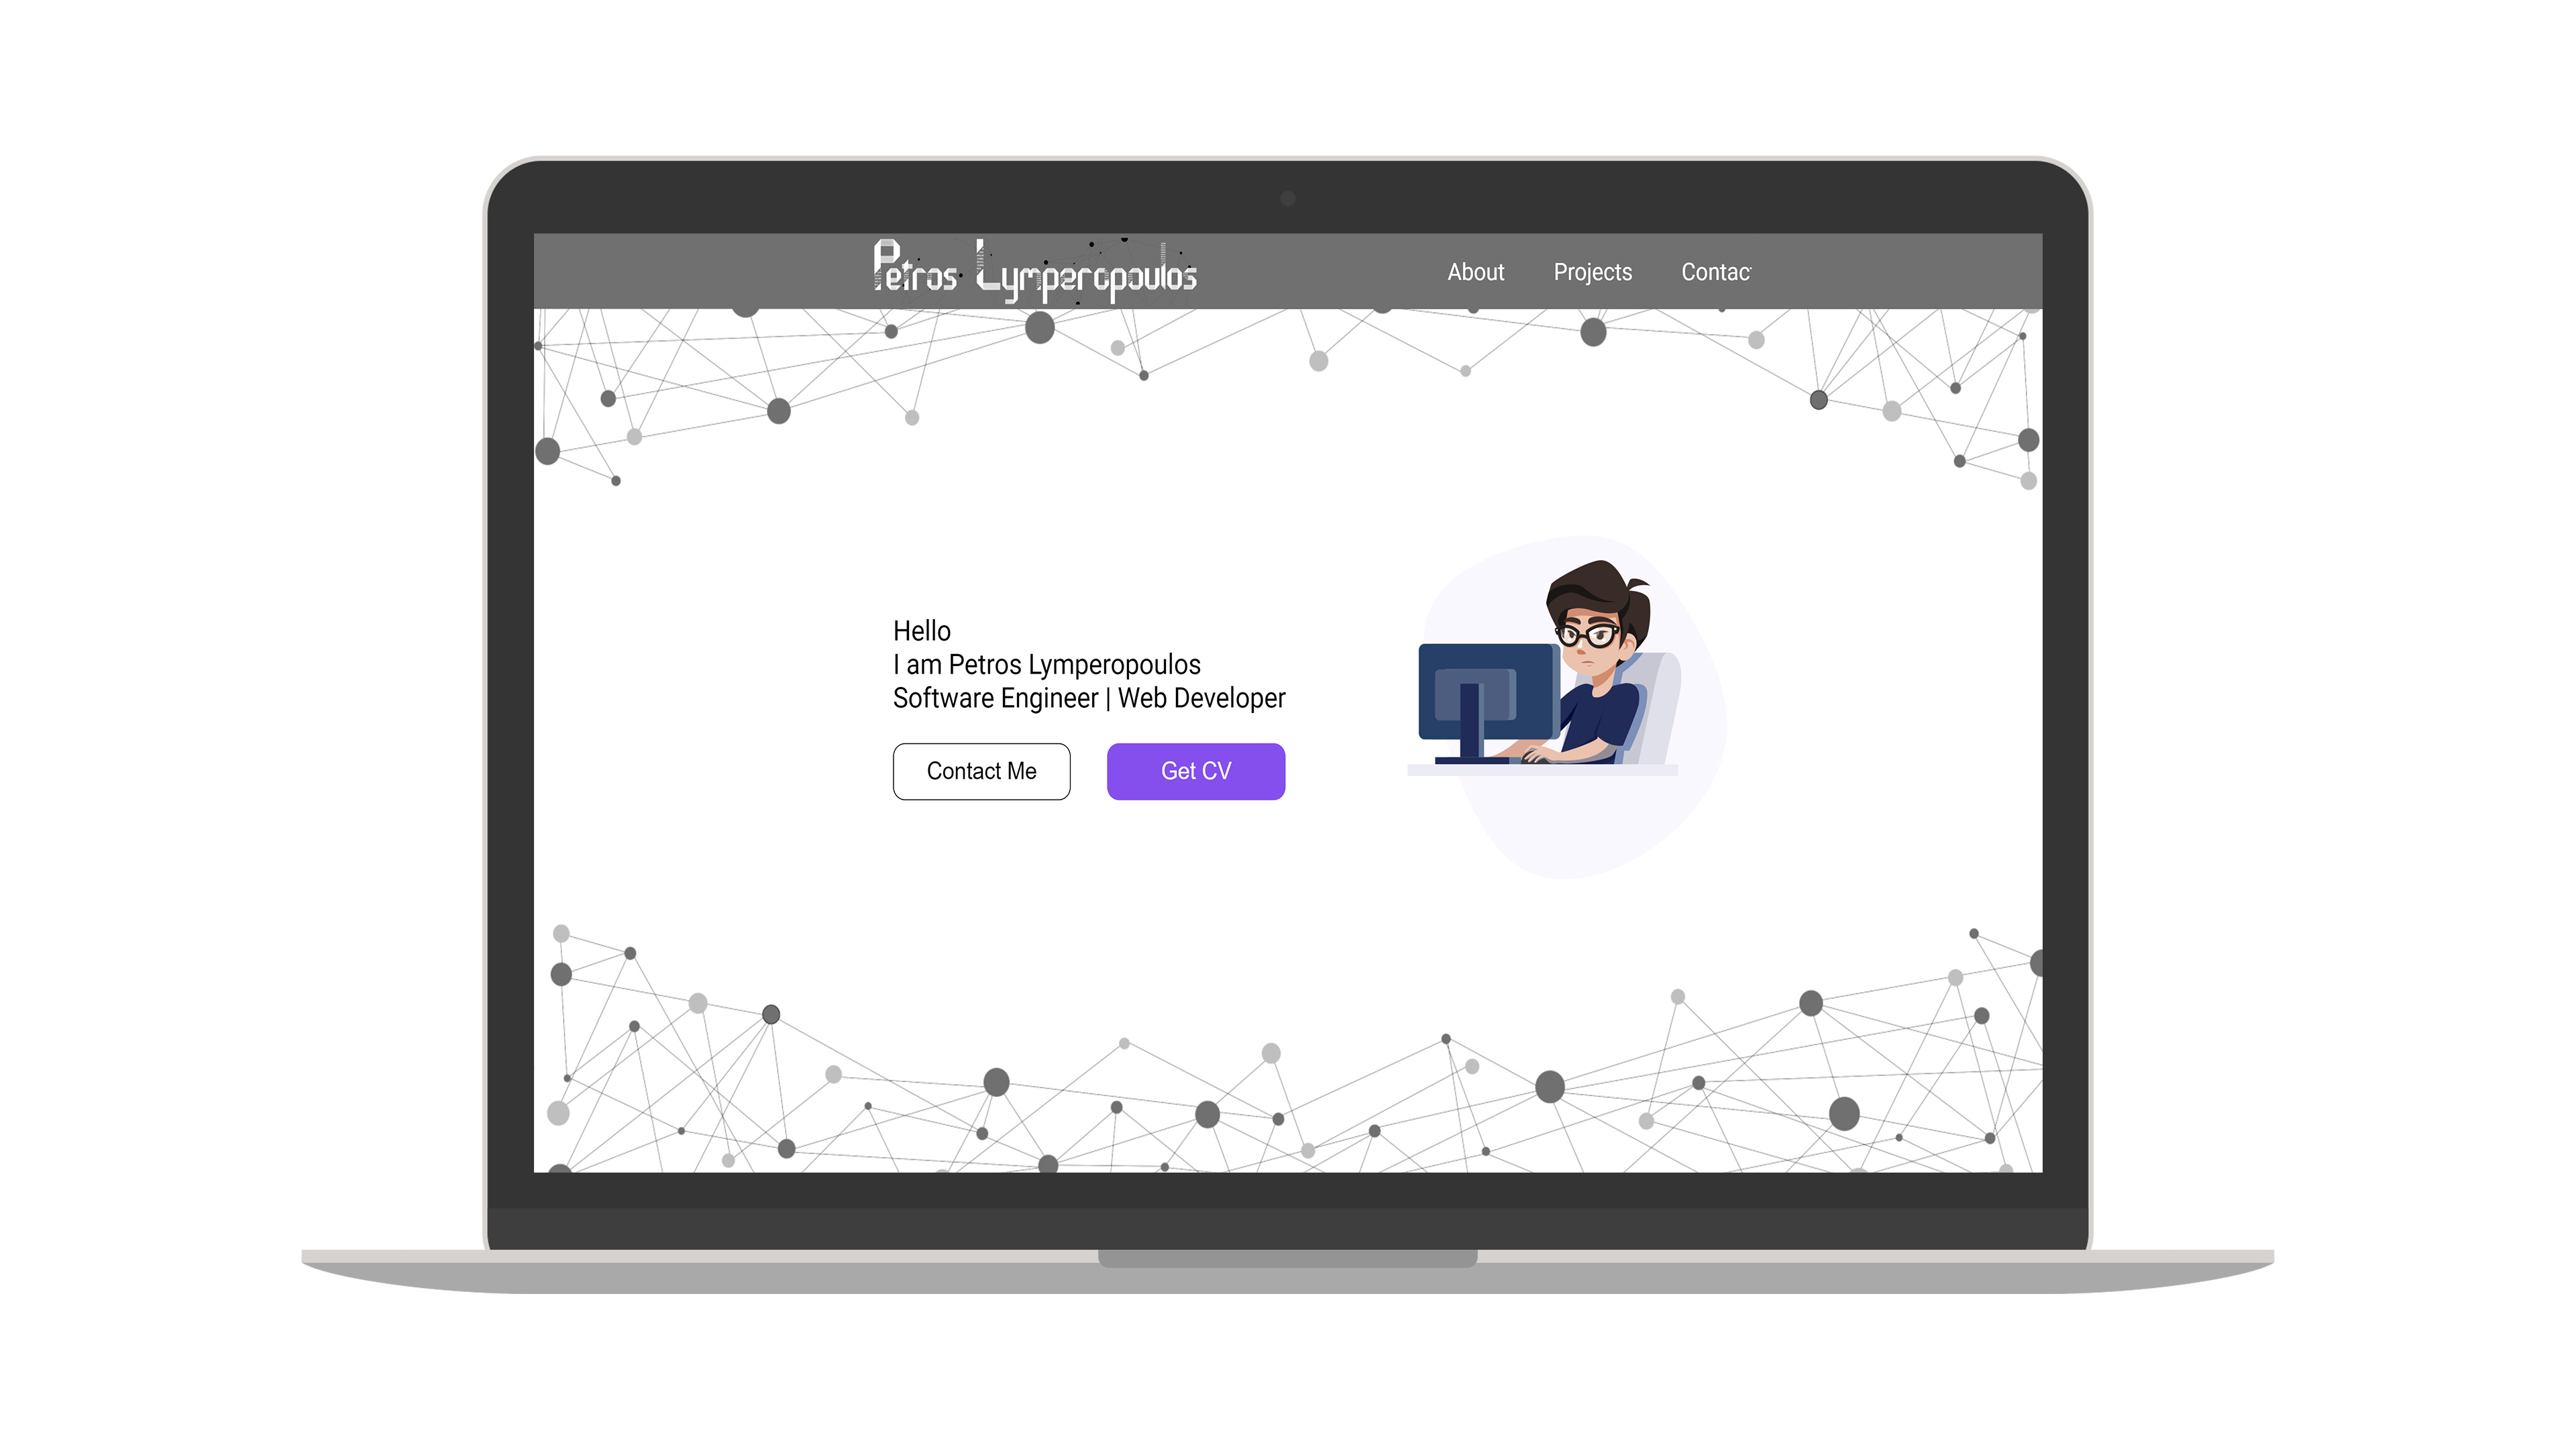 Petros Lymperopoulos
About Projects Contac
Hello
I am Petros Lymperopoulos
Software Engineer | Web Developer
Contact Me Get CV